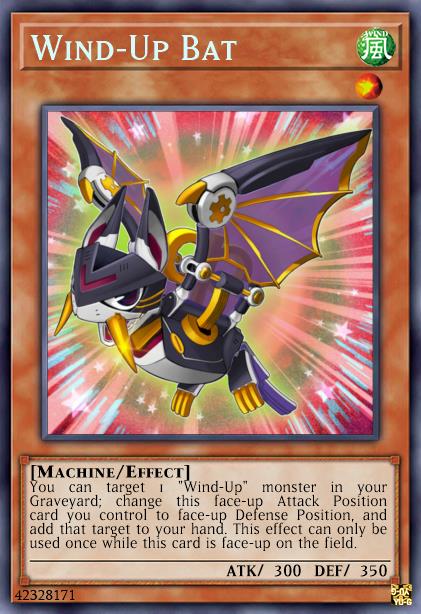 Wind-Up Bat
WIND
風
[Machine/Effect]
You can target 1 "Wind-Up" monster in your
Graveyard; change this face-up Attack Position
card you control to face-up Defense Position, and
add that target to your hand. This effect can only be
used once while this card is face-up on the field.
ATK/ 300 DEF/ 350
42328171